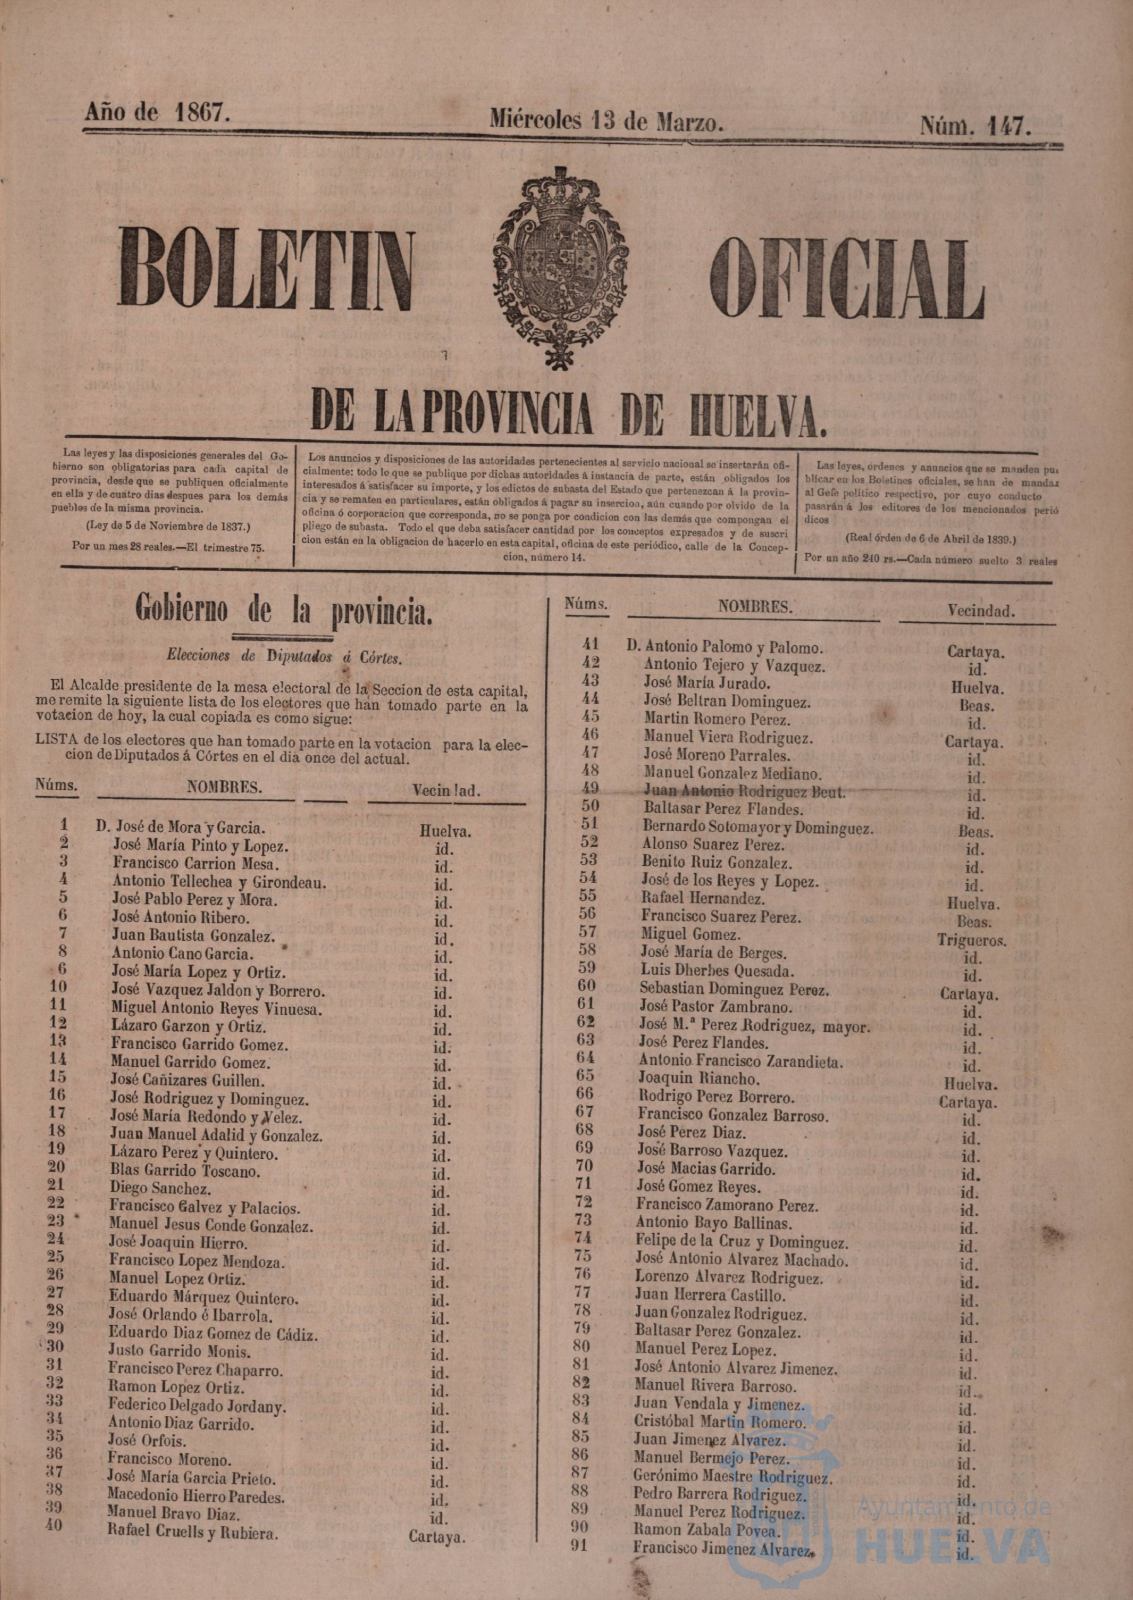 Año de 1867.
Miércoles 13 de Marzo.
Núm. 147.
BOLETIN OFICIAL
DE LA PROVINCIA DE HUELVA.
Las leyes y las disposiciones generales del Go-
bierno son obligatorias para cada capital de
provincia, desde que se publiquen oficialmente
en ella y de cuatro dias despues para los demás
pueblos de la misma provincia.
(Ley de 5 de Noviembre de 1837.)
Por un mes 28 reales.—El trimestre 75.
Los anuncios y disposiciones de las autoridades pertenecientes al servicio nacional se insertarán ofi-
cialmente: todo lo que se publique por dichas autoridades á instancia de parte, están obligados los
interesados á satisfacer su importe, y los edictos de subasta del Estado que pertenezcan á la provin-
cia y se rematen en particulares, están obligados á pagar su insercion, aún cuando por olvido de la
oficina ó corporacion que corresponda, no se ponga por condicion con las demás que compongan el
pliego de subasta. Todo el que deba satisfacer cantidad por los conceptos expresados y de suscri
cion están en la obligacion de hacerlo en esta capital, oficina de este periódico, calle de la Concep-
cion, número 14.
Las leyes, órdenes y anuncios que se manden pu
blicar en los Boletines oficiales, se han de mandar
al Gefe político respectivo, por cuyo conducto
pasarán á los editores de los mencionados perió
dicos
(Real órden de 6 de Abril de 1839.)
Por un año 240 rs.—Cada número suelto 3 reales
Gobierno de la provincia.
Elecciones de Diputados á Córtes.
El Alcalde presidente de la mesa electoral de la Seccion de esta capital,
me remite la siguiente lista de los electores que han tomado parte en la
votacion de hoy, la cual copiada es como sigue:
LISTA de los electores que han tomado parte en la votacion para la elec-
cion de Diputados á Córtes en el dia once del actual.
Núms. NOMBRES. Vecindad.
1 D. José de Mora y Garcia. Huelva.
2 José María Pinto y Lopez. id.
3 Francisco Carrion Mesa. id.
4 Antonio Tellechea y Girondeau. id.
5 José Pablo Perez y Mora. id.
6 José Antonio Ribero. id.
7 Juan Bautista Gonzalez. id.
8 Antonio Cano Garcia. id.
6 José María Lopez y Ortiz. id.
10 José Vazquez Jaldon y Borrero. id.
11 Miguel Antonio Reyes Vinuesa. id.
12 Lázaro Garzon y Ortiz. id.
13 Francisco Garrido Gomez. id.
14 Manuel Garrido Gomez. id.
15 José Cañizares Guillen. id.
16 José Rodriguez y Dominguez. id.
17 José María Redondo y Velez. id.
18 Juan Manuel Adalid y Gonzalez. id.
19 Lázaro Perez y Quintero. id.
20 Blas Garrido Toscano. id.
21 Diego Sanchez. id.
22 Francisco Galvez y Palacios. id.
23 Manuel Jesus Conde Gonzalez. id.
24 José Joaquin Hierro. id.
25 Francisco Lopez Mendoza. id.
26 Manuel Lopez Ortiz. id.
27 Eduardo Márquez Quintero. id.
28 José Orlando é Ibarrola. id.
29 Eduardo Diaz Gomez de Cádiz. id.
30 Justo Garrido Monis. id.
31 Francisco Perez Chaparro. id.
32 Ramon Lopez Ortiz. id.
33 Federico Delgado Jordany. id.
34 Antonio Diaz Garrido. id.
35 José Orfois. id.
36 Francisco Moreno. id.
37 José María Garcia Prieto. id.
38 Macedonio Hierro Paredes. id.
39 Manuel Bravo Diaz. id.
40 Rafael Cruells y Rubiera. Cartaya.
Núms. NOMBRES. Vecindad.
41 D. Antonio Palomo y Palomo. Cartaya.
42 Antonio Tejero y Vazquez. id.
43 José María Jurado. Huelva.
44 José Beltran Dominguez. Beas.
45 Martin Romero Perez. id.
46 Manuel Viera Rodriguez. Cartaya.
47 José Moreno Parrales. id.
48 Manuel Gonzalez Mediano. id.
49 Juan Antonio Rodriguez Beut. id.
50 Baltasar Perez Flandes. id.
51 Bernardo Sotomayor y Dominguez. Beas.
52 Alonso Suarez Perez. id.
53 Benito Ruiz Gonzalez. id.
54 José de los Reyes y Lopez. id.
55 Rafael Hernandez. Huelva.
56 Francisco Suarez Perez. Beas.
57 Miguel Gomez. Trigueros.
58 José María de Berges. id.
59 Luis Dherbes Quesada. id.
60 Sebastian Dominguez Perez. Cartaya.
61 José Pastor Zambrano. id.
62 José M.ª Perez Rodriguez, mayor. id.
63 José Perez Flandes. id.
64 Antonio Francisco Zarandieta. id.
65 Joaquin Riancho. Huelva.
66 Rodrigo Perez Borrero. Cartaya.
67 Francisco Gonzalez Barroso. id.
68 José Perez Diaz. id.
69 José Barroso Vazquez. id.
70 José Macias Garrido. id.
71 José Gomez Reyes. id.
72 Francisco Zamorano Perez. id.
73 Antonio Bayo Ballinas. id.
74 Felipe de la Cruz y Dominguez. id.
75 José Antonio Alvarez Machado. id.
76 Lorenzo Alvarez Rodriguez. id.
77 Juan Herrera Castillo. id.
78 Juan Gonzalez Rodriguez. id.
79 Baltasar Perez Gonzalez. id.
80 Manuel Perez Lopez. id.
81 José Antonio Alvarez Jimenez. id.
82 Manuel Rivera Barroso. id.
83 Juan Vendala y Jimenez. id.
84 Cristóbal Martin Romero. id.
85 Juan Jimenez Alvarez. id.
86 Manuel Bermejo Perez. id.
87 Gerónimo Maestre Rodriguez. id.
88 Pedro Barrera Rodriguez. id.
89 Manuel Perez Rodriguez. id.
90 Ramon Zabala Povea. id.
91 Francisco Jimenez Alvarez. id.
Ayuntamiento de
HUELVA